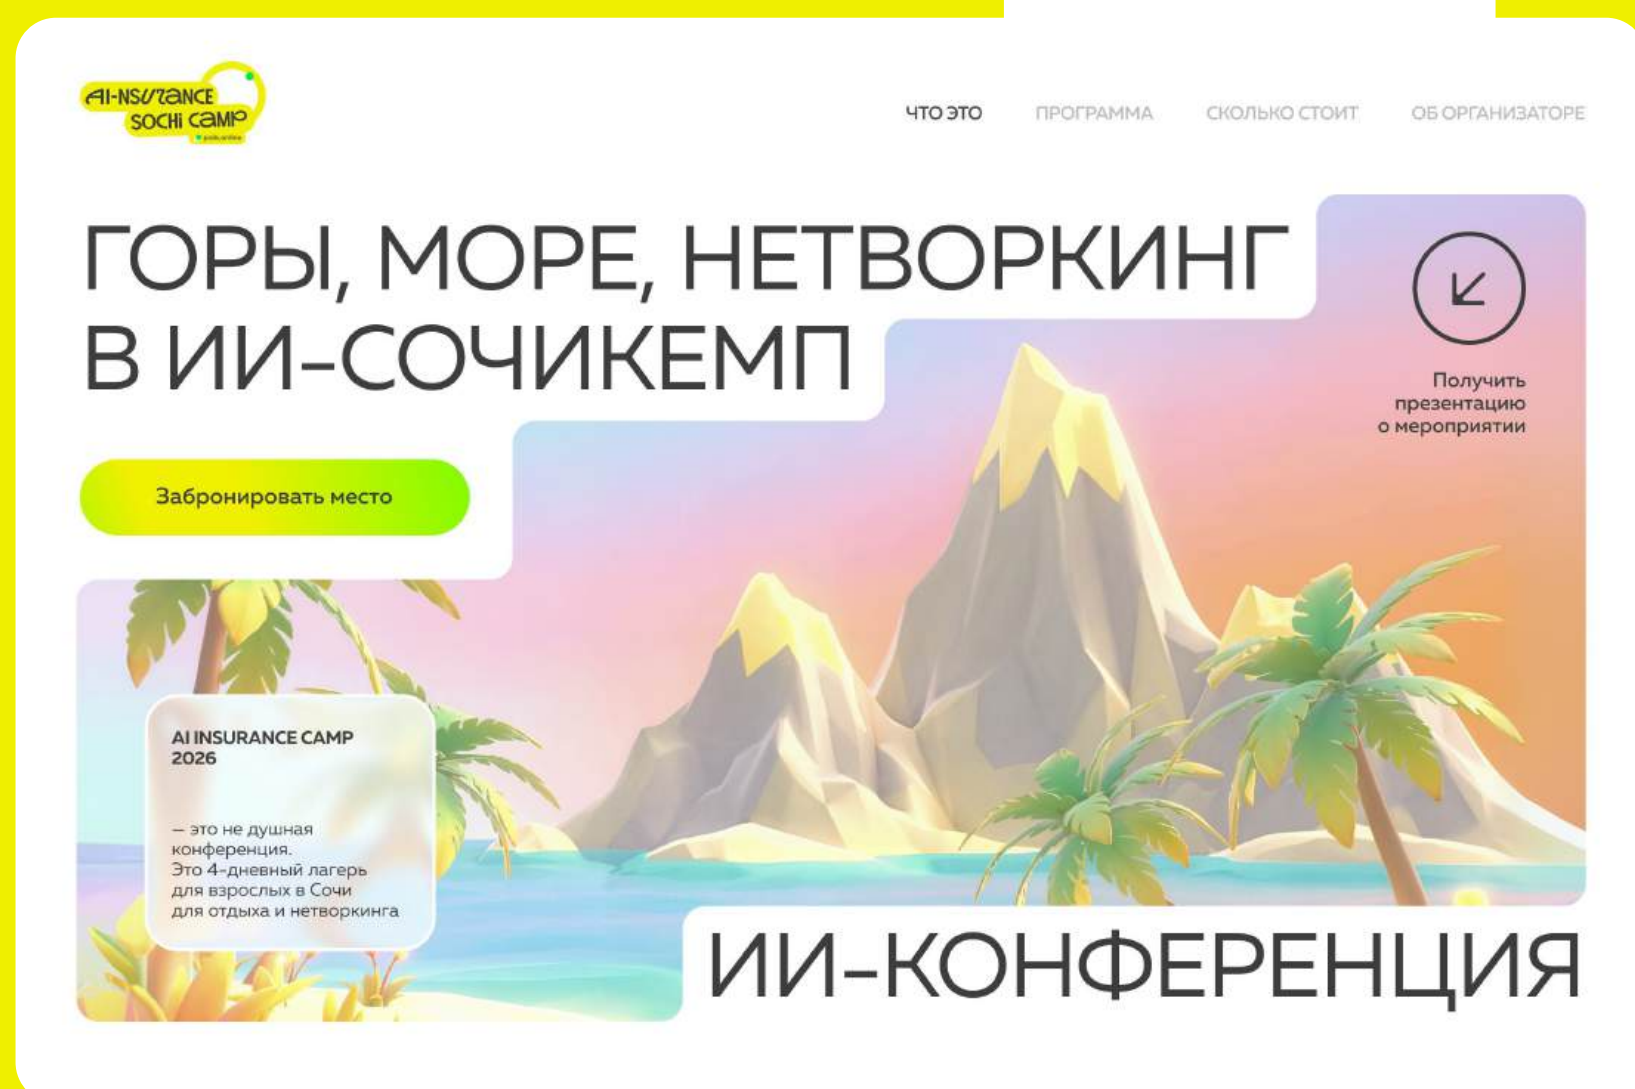 AI-NSURANCE
SOCHI CAMP
ЧТО ЭТО
ПРОГРАММА
СКОЛЬКО СТОИТ
ОБ ОРГАНИЗАТОРЕ
ГОРЫ, МОРЕ, НЕТВОРКИНГ
В ИИ-СОЧИКЕМП
Получить
презентацию
о мероприятии
Забронировать место
AI INSURANCE CAMP
2026
— это не душная
конференция.
Это 4-дневный лагерь
для взрослых в Сочи
для отдыха и нетворкинга
ИИ-КОНФЕРЕНЦИЯ